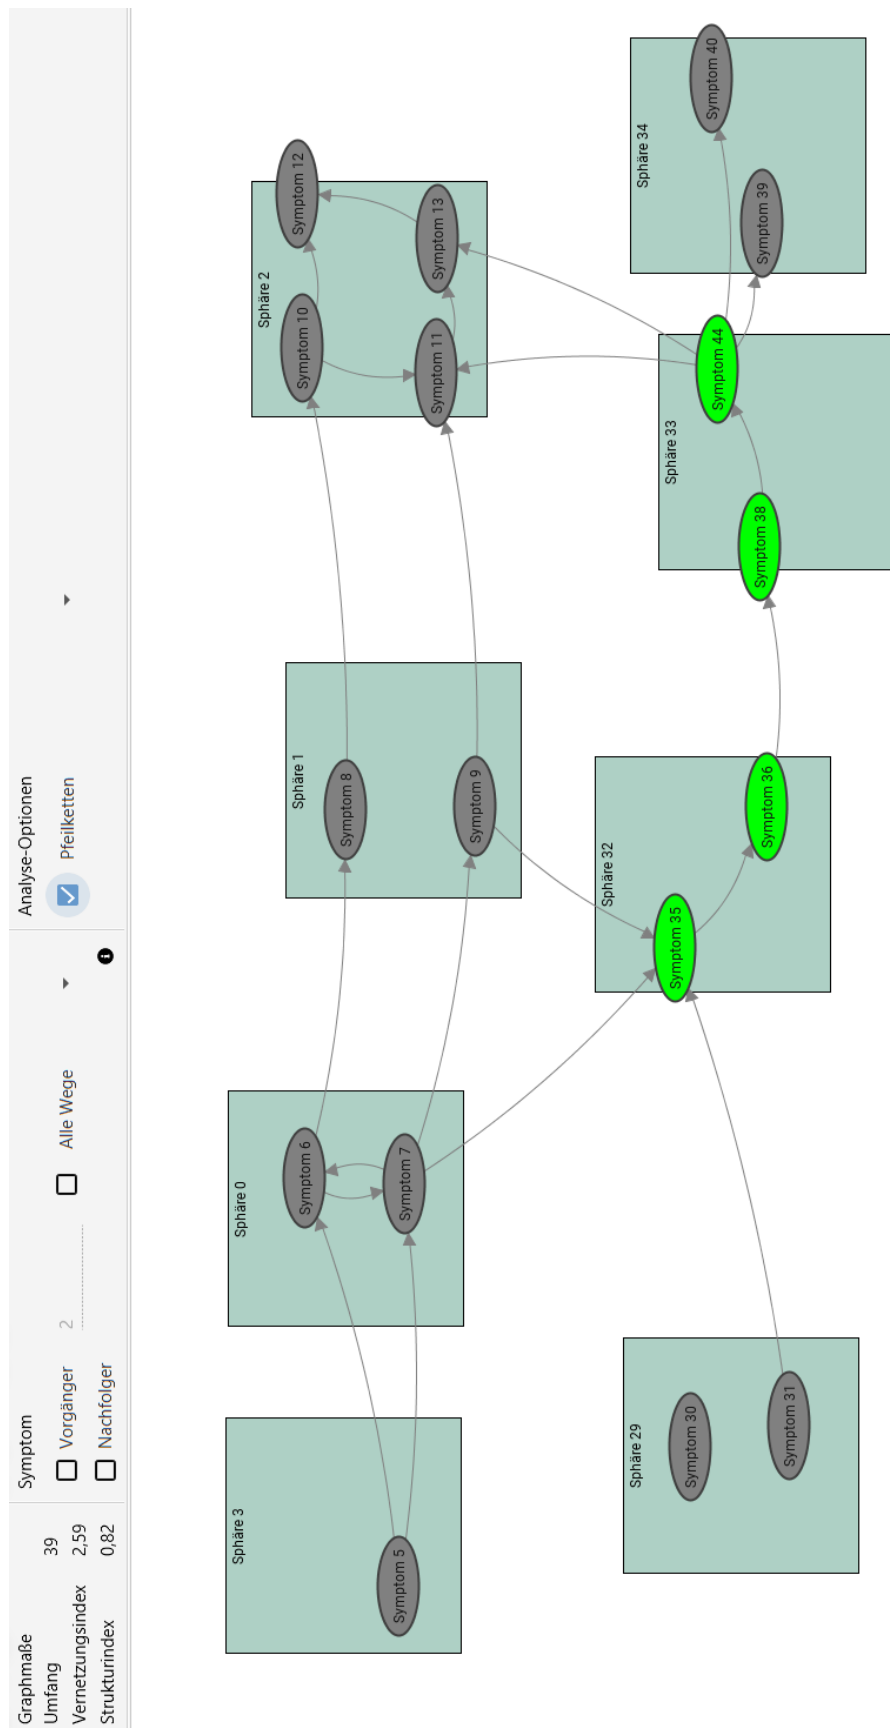 Graphmaße
Umfang 39
Vernetzungsindex 2,59
Strukturindex 0,82
Symptom
Vorgänger 2
Nachfolger
Alle Wege
Analyse-Optionen
Pfeilketten
Sphäre 3
Symptom 5
Sphäre 0
Symptom 6
Symptom 7
Sphäre 1
Symptom 8
Symptom 9
Sphäre 2
Symptom 10
Symptom 12
Symptom 11
Symptom 13
Sphäre 29
Symptom 30
Symptom 31
Sphäre 32
Symptom 35
Symptom 36
Sphäre 33
Symptom 38
Symptom 44
Sphäre 34
Symptom 40
Symptom 39